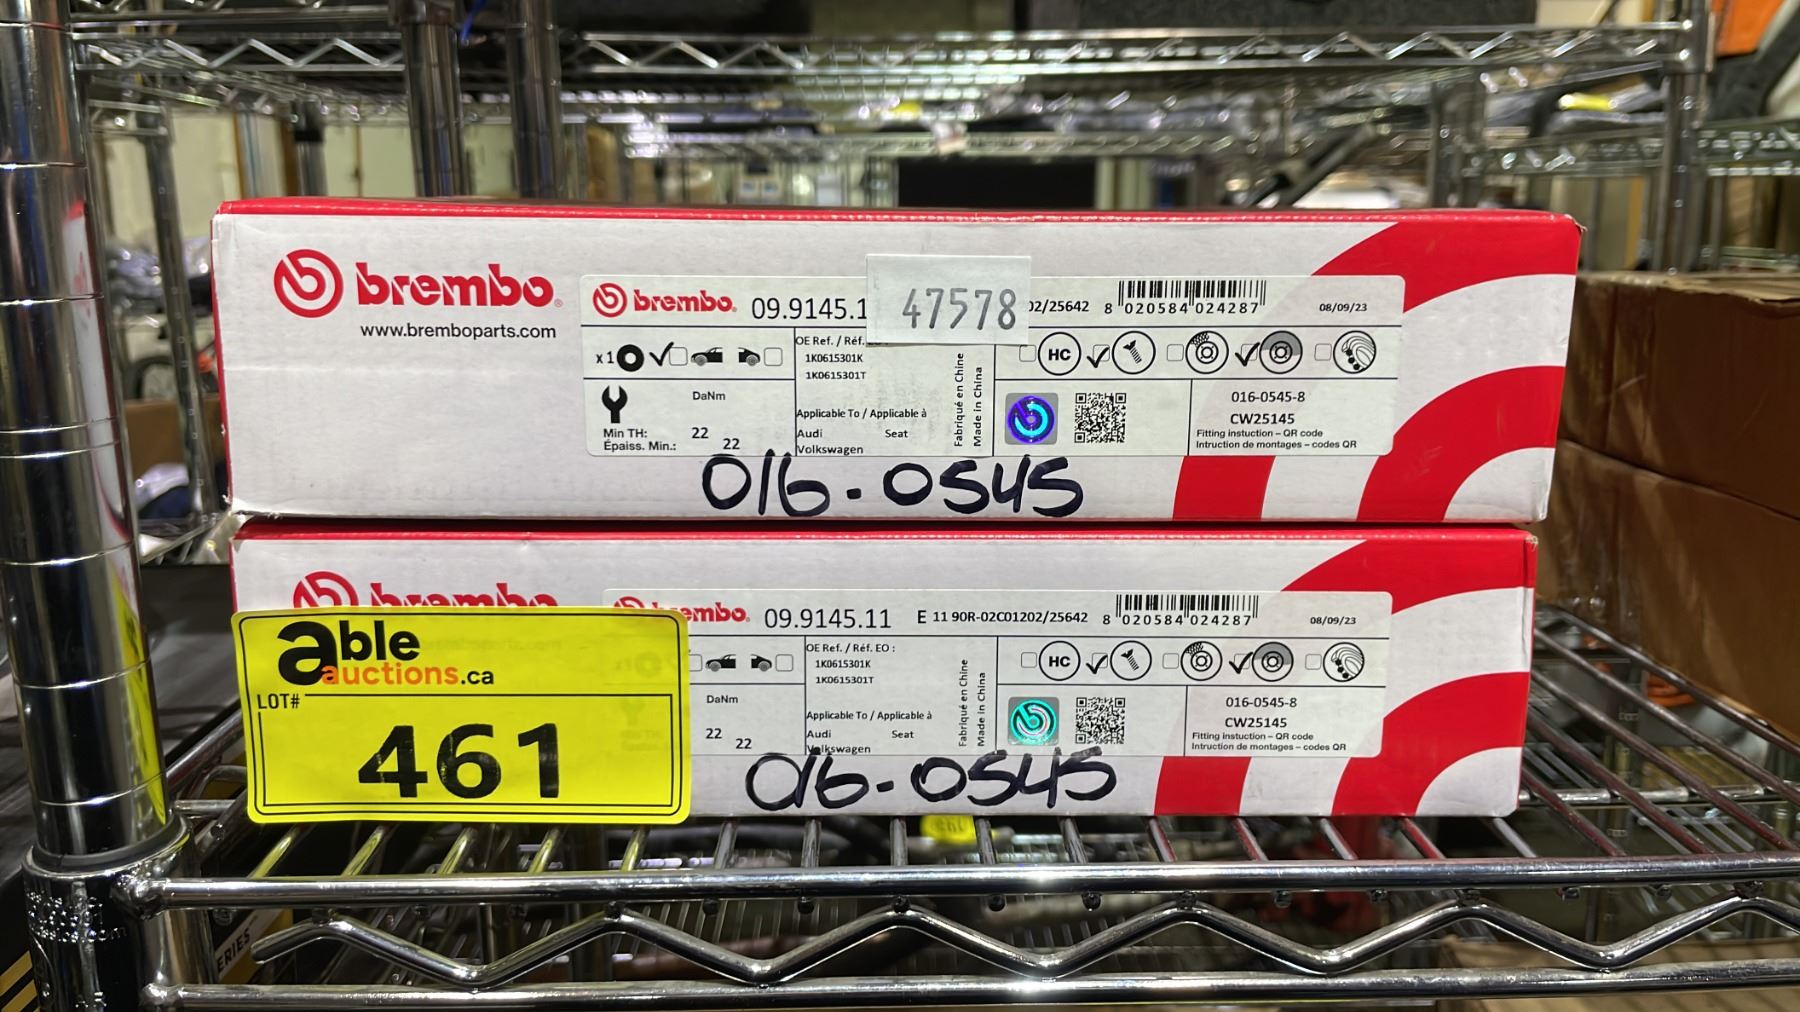 brembo
www.bremboparts.com
brembo. 09.9145.1 47578 02/25642 8 020584 024287 08/09/23
x1
OE Ref. / Réf.
1K0615301K
1K0615301T
HC
DaNm
Min TH: 22
Épaiss. Min.: 22
Applicable To / Applicable à
Audi Seat
Volkswagen
Fabriqué en Chine
Made in China
016-0545-8
CW25145
Fitting instuction – QR code
Intruction de montages – codes QR
016-0545
brembo
brembo. 09.9145.11 E 11 90R-02C01202/25642 8 020584 024287 08/09/23
OE Ref. / Réf. EO :
1K0615301K
1K0615301T
HC
DaNm
22
22
Applicable To / Applicable à
Audi Seat
Volkswagen
Fabriqué en Chine
Made in China
016-0545-8
CW25145
Fitting instuction – QR code
Intruction de montages – codes QR
016-0545
able
auctions.ca
LOT#
461
ERIES